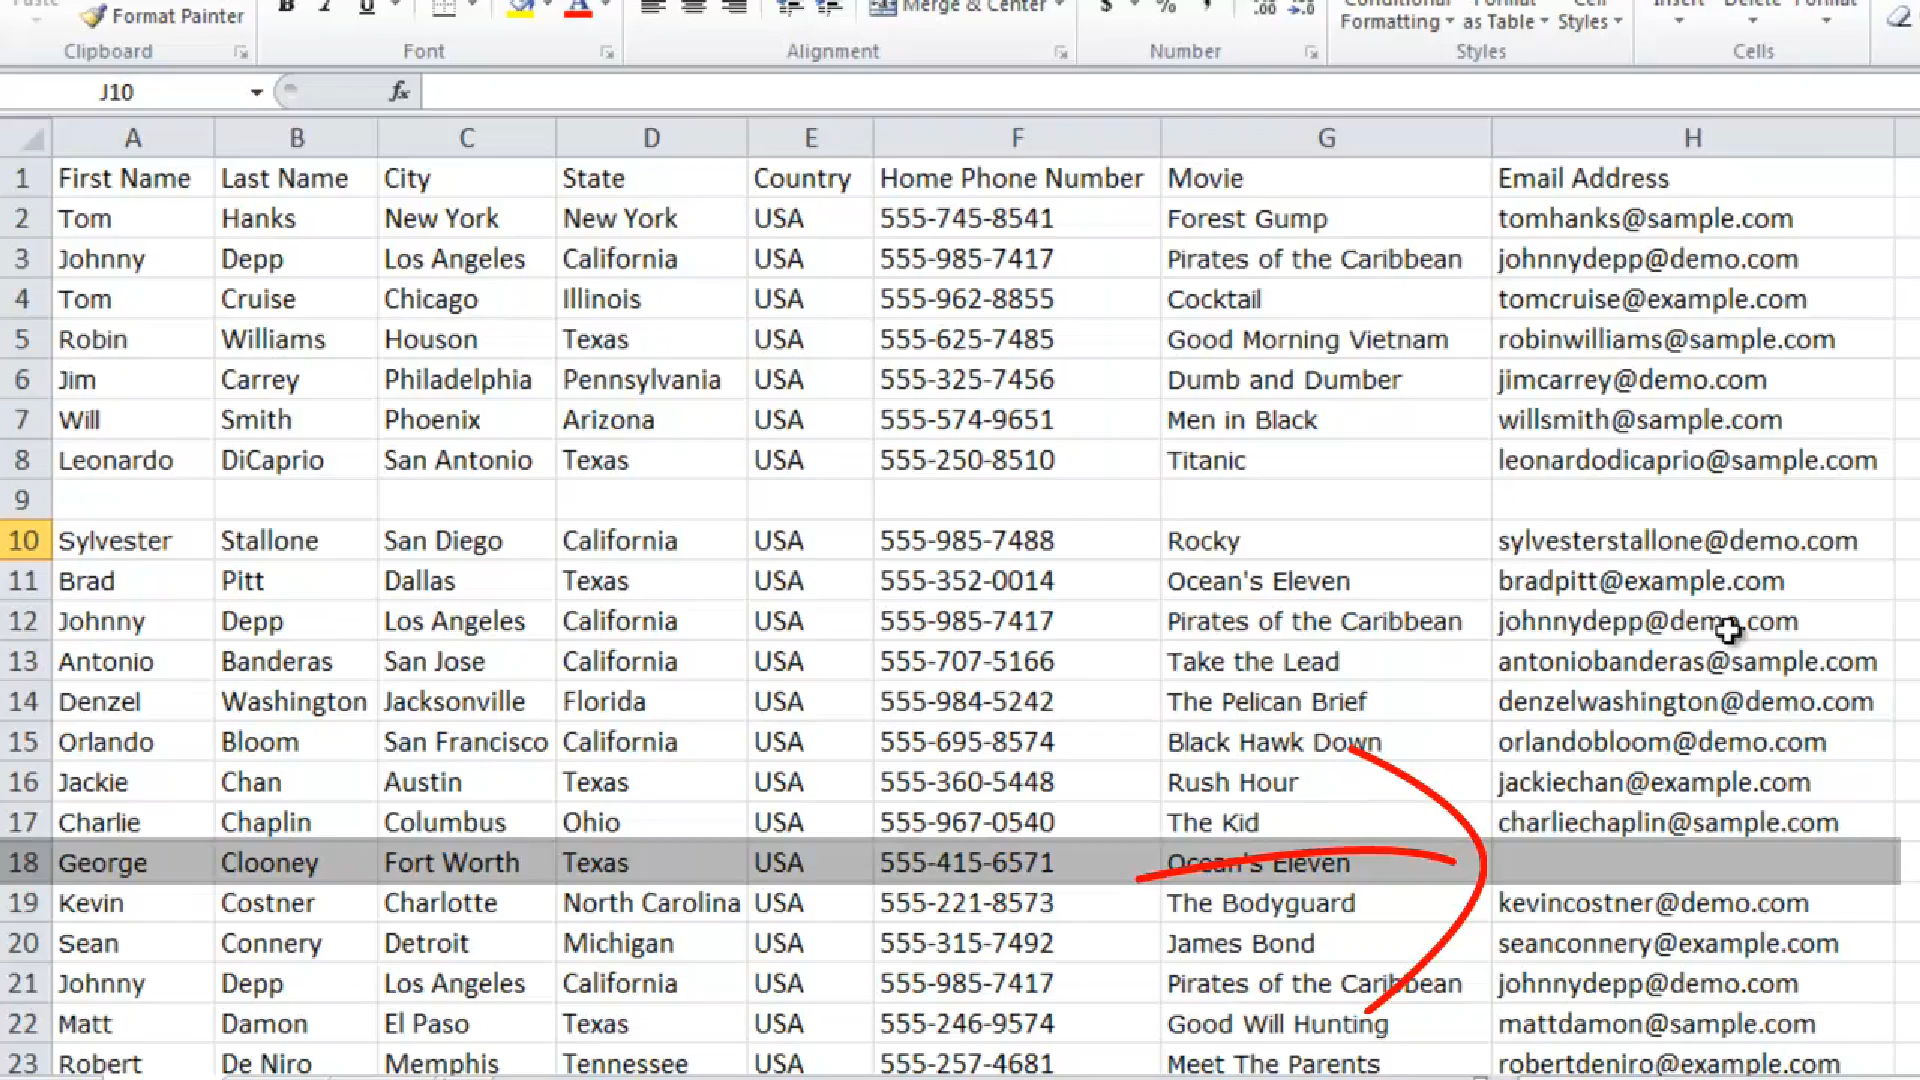 Paste Format Painter B I U Merge & Center $ % , .00 Conditional Format Cell Insert Delete Format
Formatting as Table Styles
Clipboard Font Alignment Number Styles Cells
J10 fx
A B C D E F G H
1 First Name Last Name City State Country Home Phone Number Movie Email Address
2 Tom Hanks New York New York USA 555-745-8541 Forest Gump tomhanks@sample.com
3 Johnny Depp Los Angeles California USA 555-985-7417 Pirates of the Caribbean johnnydepp@demo.com
4 Tom Cruise Chicago Illinois USA 555-962-8855 Cocktail tomcruise@example.com
5 Robin Williams Houson Texas USA 555-625-7485 Good Morning Vietnam robinwilliams@sample.com
6 Jim Carrey Philadelphia Pennsylvania USA 555-325-7456 Dumb and Dumber jimcarrey@demo.com
7 Will Smith Phoenix Arizona USA 555-574-9651 Men in Black willsmith@sample.com
8 Leonardo DiCaprio San Antonio Texas USA 555-250-8510 Titanic leonardodicaprio@sample.com
9
10 Sylvester Stallone San Diego California USA 555-985-7488 Rocky sylvesterstallone@demo.com
11 Brad Pitt Dallas Texas USA 555-352-0014 Ocean's Eleven bradpitt@example.com
12 Johnny Depp Los Angeles California USA 555-985-7417 Pirates of the Caribbean johnnydepp@demo.com
13 Antonio Banderas San Jose California USA 555-707-5166 Take the Lead antoniobanderas@sample.com
14 Denzel Washington Jacksonville Florida USA 555-984-5242 The Pelican Brief denzelwashington@demo.com
15 Orlando Bloom San Francisco California USA 555-695-8574 Black Hawk Down orlandobloom@demo.com
16 Jackie Chan Austin Texas USA 555-360-5448 Rush Hour jackiechan@example.com
17 Charlie Chaplin Columbus Ohio USA 555-967-0540 The Kid charliechaplin@sample.com
18 George Clooney Fort Worth Texas USA 555-415-6571 Ocean's Eleven
19 Kevin Costner Charlotte North Carolina USA 555-221-8573 The Bodyguard kevincostner@demo.com
20 Sean Connery Detroit Michigan USA 555-315-7492 James Bond seanconnery@example.com
21 Johnny Depp Los Angeles California USA 555-985-7417 Pirates of the Caribbean johnnydepp@demo.com
22 Matt Damon El Paso Texas USA 555-246-9574 Good Will Hunting mattdamon@sample.com
23 Robert De Niro Memphis Tennessee USA 555-257-4681 Meet The Parents robertdeniro@example.com